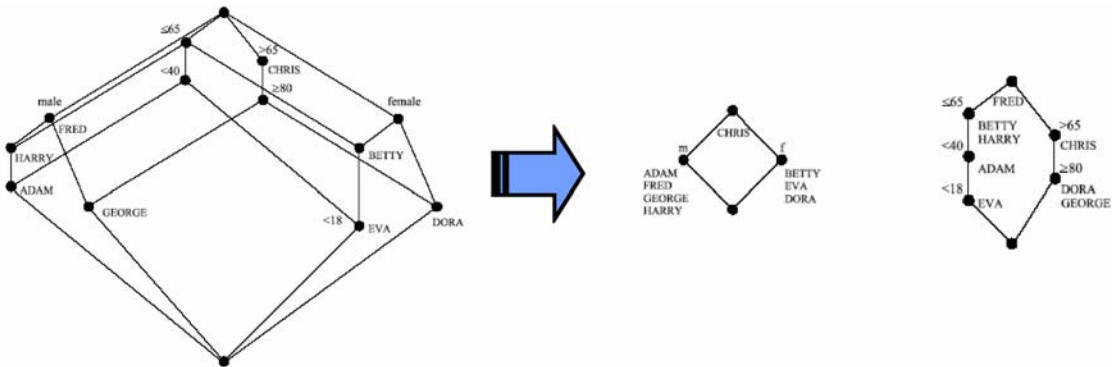 ≤65
>65
CHRIS
<40
≥80
male
FRED
female
HARRY
BETTY
ADAM
GEORGE
<18
EVA
DORA
CHRIS
m
f
ADAM
FRED
GEORGE
HARRY
BETTY
EVA
DORA
≤65
FRED
BETTY
HARRY
>65
CHRIS
<40
ADAM
≥80
DORA
GEORGE
<18
EVA